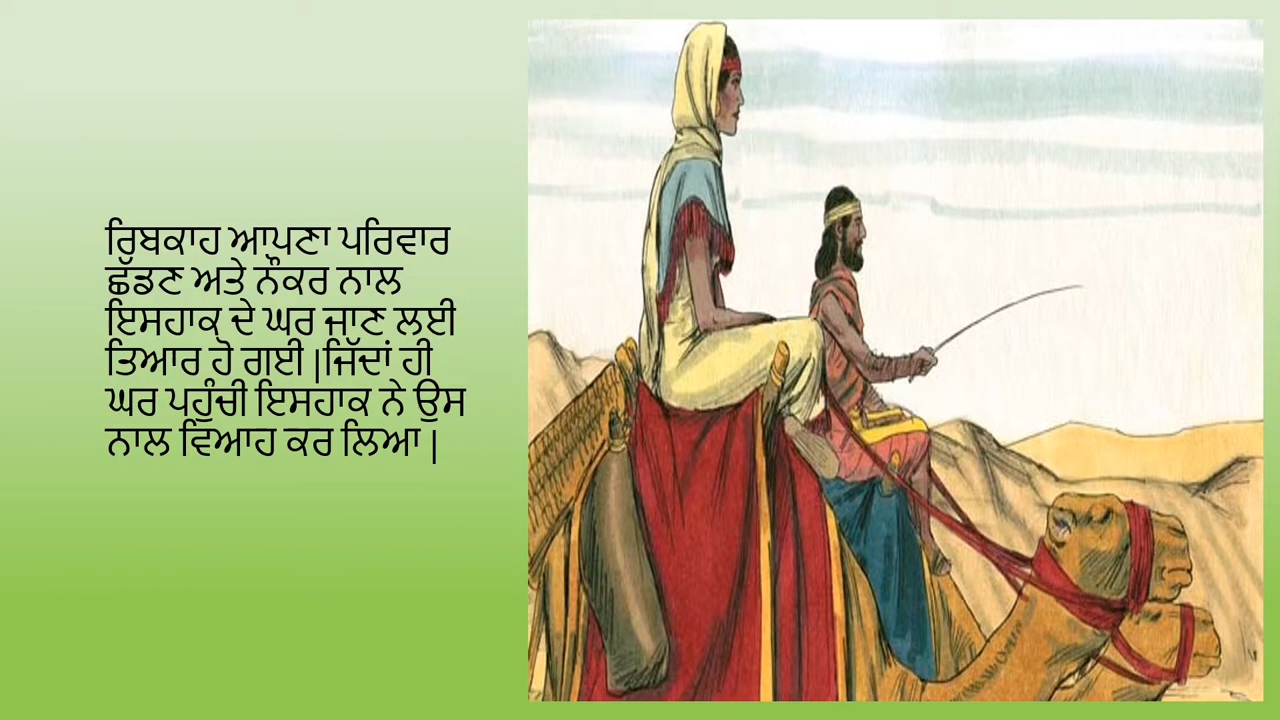 ਰਿਬਕਾਹ ਆਪਣਾ ਪਰਿਵਾਰ
ਛੱਡਣ ਅਤੇ ਨੌਕਰ ਨਾਲ
ਇਸਹਾਕ ਦੇ ਘਰ ਜਾਣ ਲਈ
ਤਿਆਰ ਹੋ ਗਈ |ਜਿੱਦਾਂ ਹੀ
ਘਰ ਪਹੁੰਚੀ ਇਸਹਾਕ ਨੇ ਉਸ
ਨਾਲ ਵਿਆਹ ਕਰ ਲਿਆ |